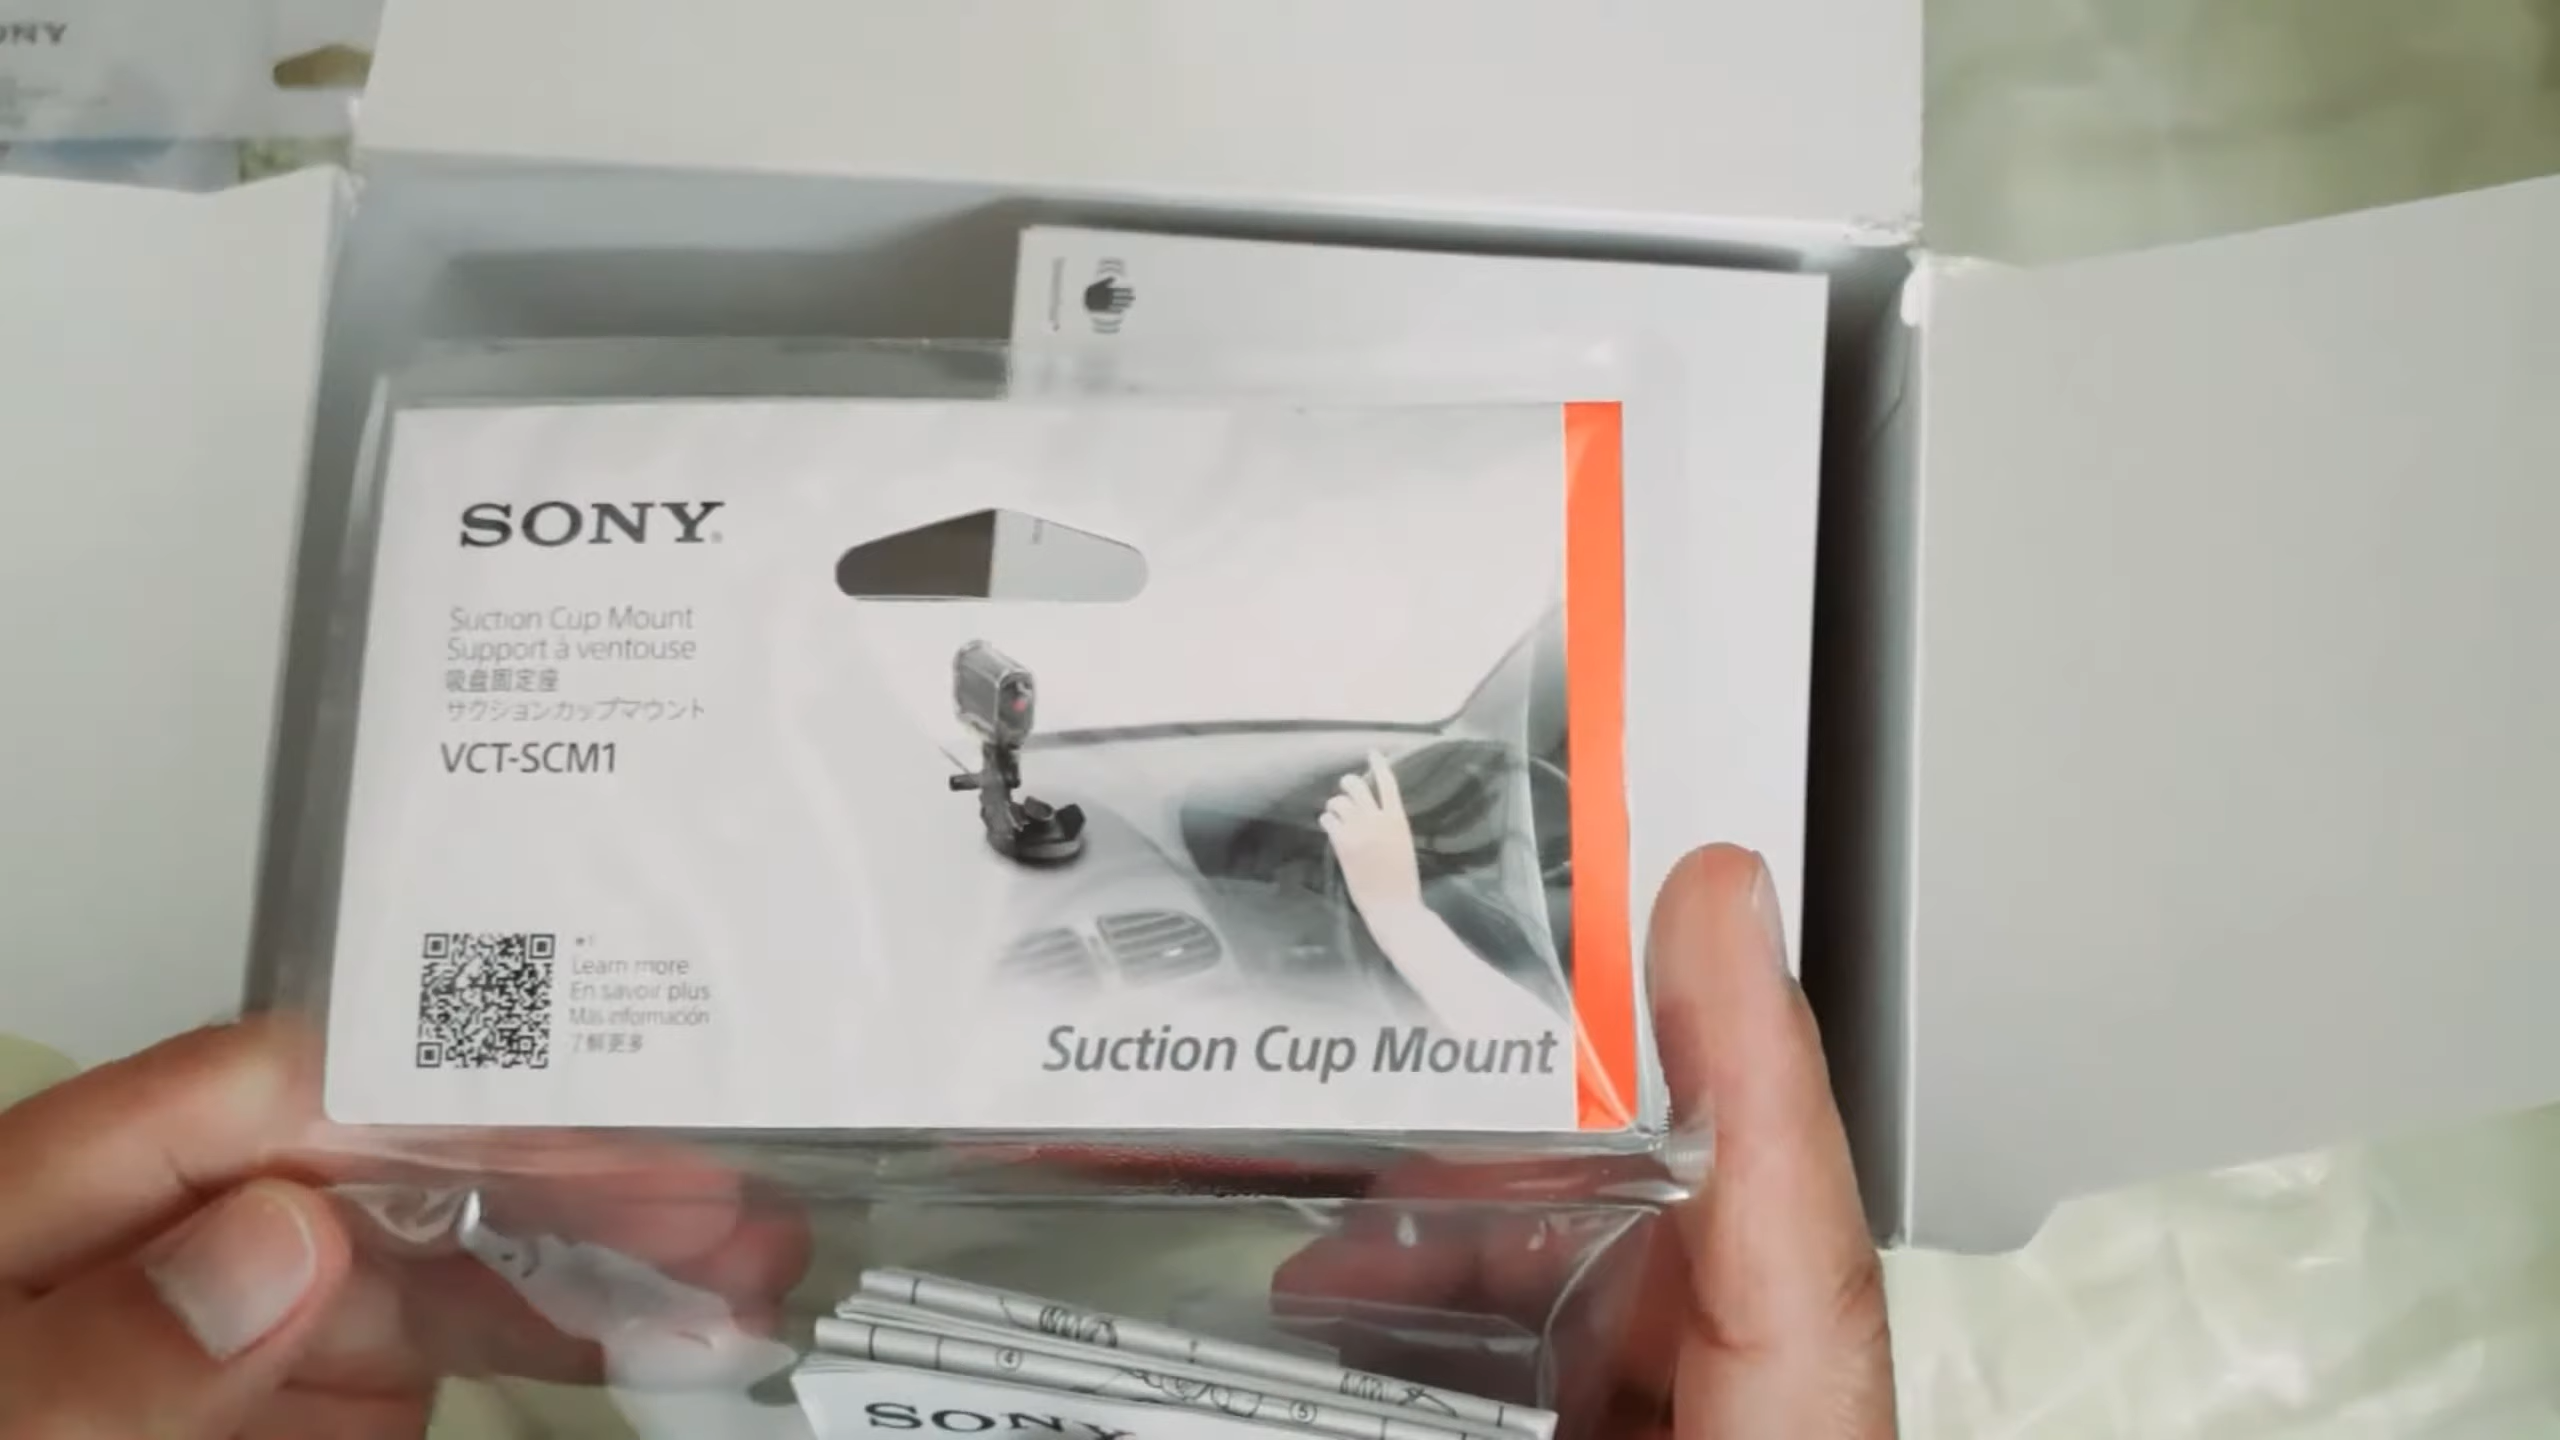 SONY
Suction Cup Mount
Support à ventouse
吸盘固定座
サクションカップマウント
VCT-SCM1
Learn more
En savoir plus
Más información
了解更多
Suction Cup Mount
④
⑤
SONY